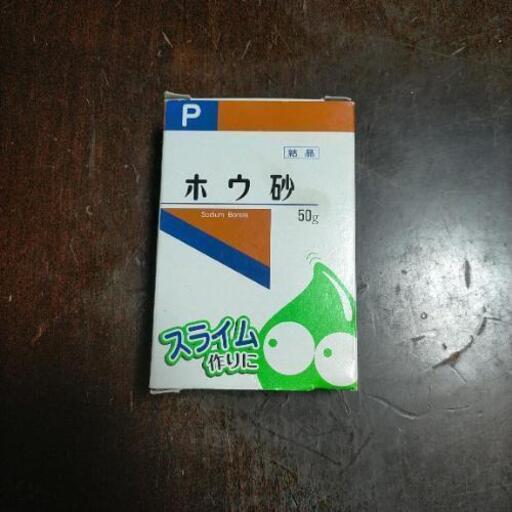 P
結晶
ホウ砂
Sodium Borate
50g
スライム
作りに